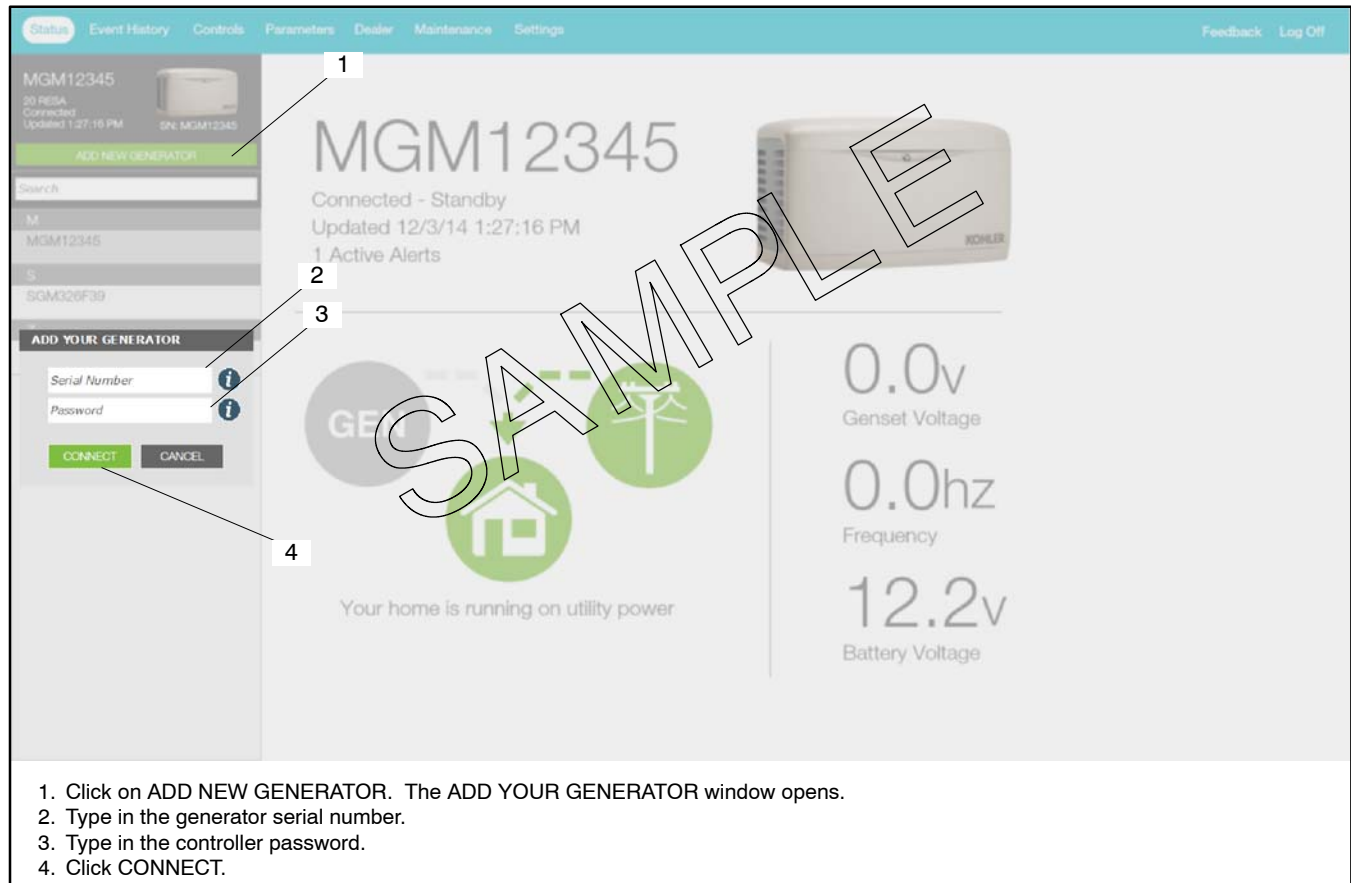 Status Event History Controls Parameters Dealer Maintenance Settings Feedback Log Off
1
MGM12345
20 RESA
Connected
Updated 1:27:16 PM
SN: MGM12345
ADD NEW GENERATOR
Search
M
MGM12345
S
SGM326F39
2
3
ADD YOUR GENERATOR
Serial Number i
Password i
CONNECT CANCEL
4
MGM12345
Connected - Standby
Updated 12/3/14 1:27:16 PM
1 Active Alerts
KOHLER
SAMPLE
GEN
Your home is running on utility power
0.0v
Genset Voltage
0.0hz
Frequency
12.2v
Battery Voltage
1. Click on ADD NEW GENERATOR. The ADD YOUR GENERATOR window opens.
2. Type in the generator serial number.
3. Type in the controller password.
4. Click CONNECT.